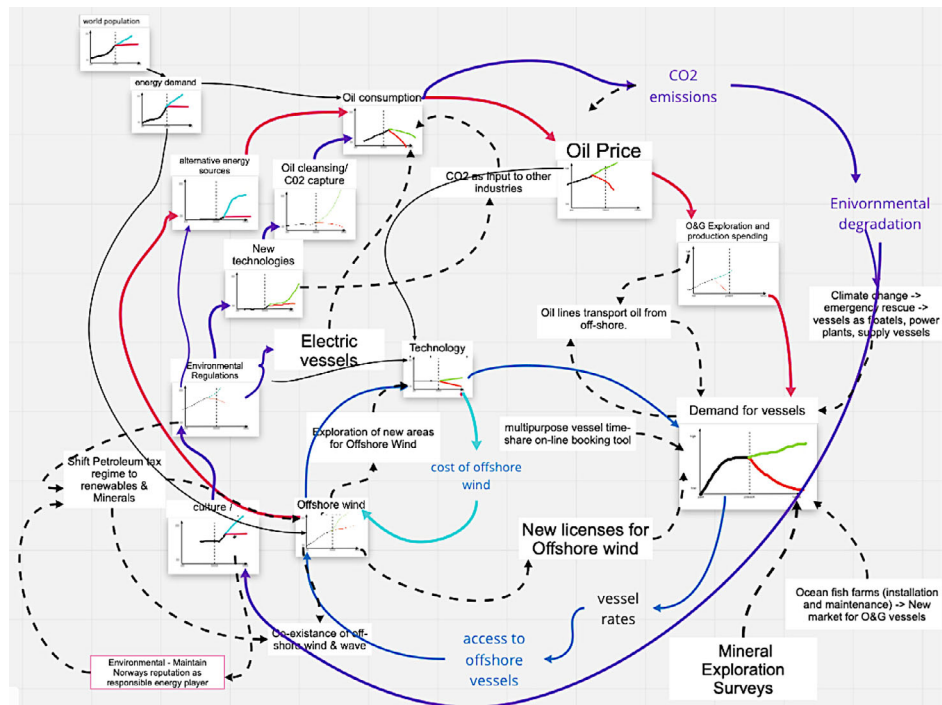 world population
energy demand
Oil consumption
CO2
emissions
alternative energy
sources
Oil cleansing/
C02 capture
CO2 as input to other
industries
Oil Price
Enivornmental
degradation
O&G Exploration and
production spending
New
technologies
Climate change ->
emergency rescue ->
vessels as floatels, power
plants, supply vessels
Oil lines transport oil from
off-shore.
Electric
vessels
Technology
Environmental
Regulations
Demand for vessels
Exploration of new areas
for Offshore Wind
multipurpose vessel time-
share on-line booking tool
cost of offshore
wind
Shift Petroleum tax
regime to
renewables &
Minerals
culture /
Offshore wind
New licenses for
Offshore wind
vessel
rates
Ocean fish farms (installation
and maintenance) -> New
market for O&G vessels
Co-existance of off-
shore wind & wave
access to
offshore
vessels
Mineral
Exploration
Surveys
Environmental - Maintain
Norways reputation as
responsible energy player